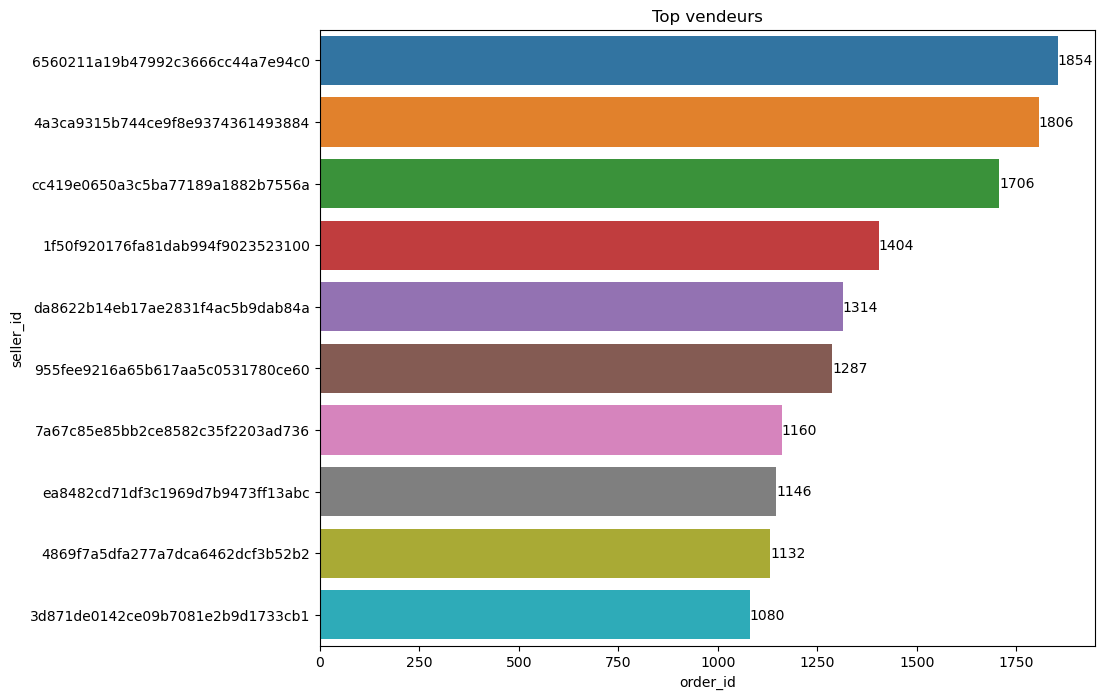 Top vendeurs
seller_id
6560211a19b47992c3666cc44a7e94c0 1854
4a3ca9315b744ce9f8e9374361493884 1806
cc419e0650a3c5ba77189a1882b7556a 1706
1f50f920176fa81dab994f9023523100 1404
da8622b14eb17ae2831f4ac5b9dab84a 1314
955fee9216a65b617aa5c0531780ce60 1287
7a67c85e85bb2ce8582c35f2203ad736 1160
ea8482cd71df3c1969d7b9473ff13abc 1146
4869f7a5dfa277a7dca6462dcf3b52b2 1132
3d871de0142ce09b7081e2b9d1733cb1 1080
0 250 500 750 1000 1250 1500 1750
order_id